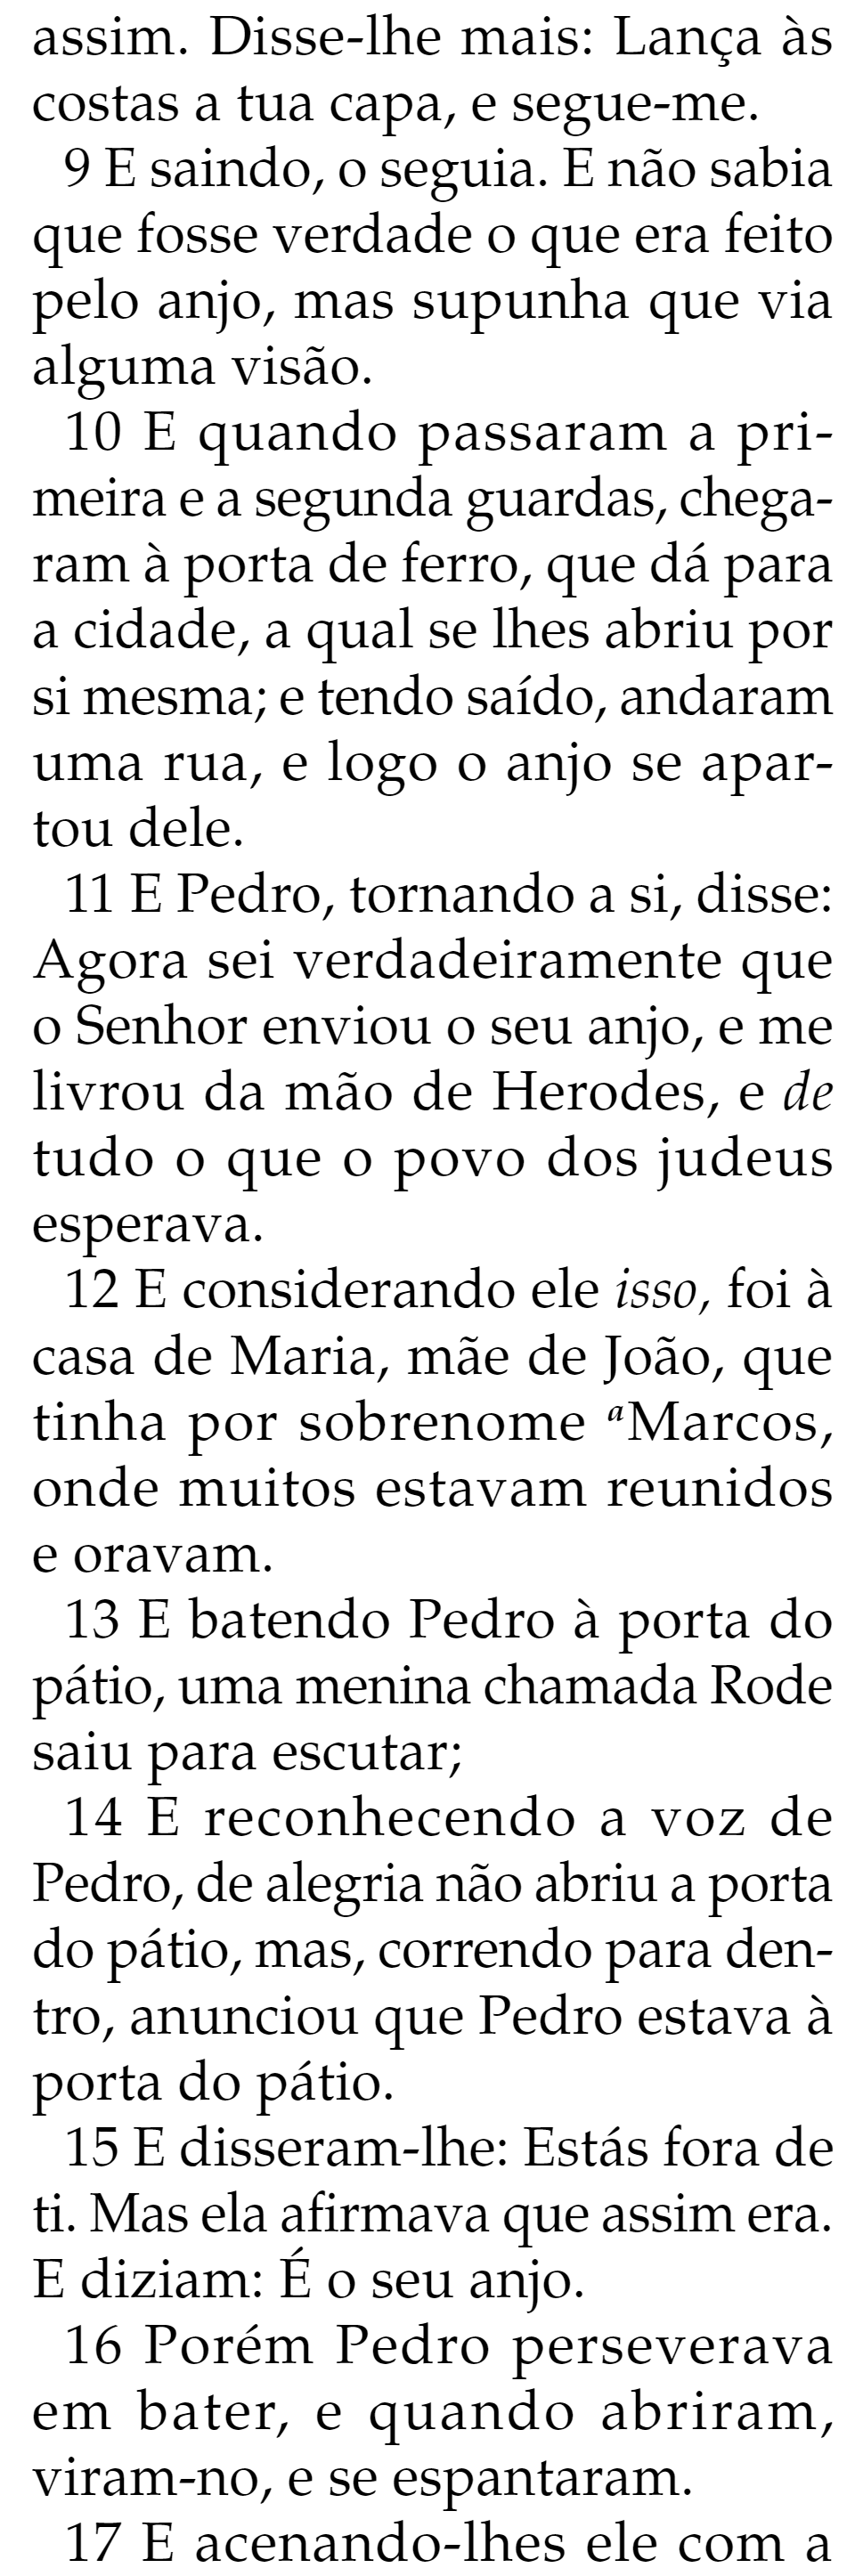 assim. Disse-lhe mais: Lança às
costas a tua capa, e segue-me.
9 E saindo, o seguia. E não sabia
que fosse verdade o que era feito
pelo anjo, mas supunha que via
alguma visão.
10 E quando passaram a pri-
meira e a segunda guardas, chega-
ram à porta de ferro, que dá para
a cidade, a qual se lhes abriu por
si mesma; e tendo saído, andaram
uma rua, e logo o anjo se apar-
tou dele.
11 E Pedro, tornando a si, disse:
Agora sei verdadeiramente que
o Senhor enviou o seu anjo, e me
livrou da mão de Herodes, e de
tudo o que o povo dos judeus
esperava.
12 E considerando ele isso, foi à
casa de Maria, mãe de João, que
tinha por sobrenome aMarcos,
onde muitos estavam reunidos
e oravam.
13 E batendo Pedro à porta do
pátio, uma menina chamada Rode
saiu para escutar;
14 E reconhecendo a voz de
Pedro, de alegria não abriu a porta
do pátio, mas, correndo para den-
tro, anunciou que Pedro estava à
porta do pátio.
15 E disseram-lhe: Estás fora de
ti. Mas ela afirmava que assim era.
E diziam: É o seu anjo.
16 Porém Pedro perseverava
em bater, e quando abriram,
viram-no, e se espantaram.
17 E acenando-lhes ele com a